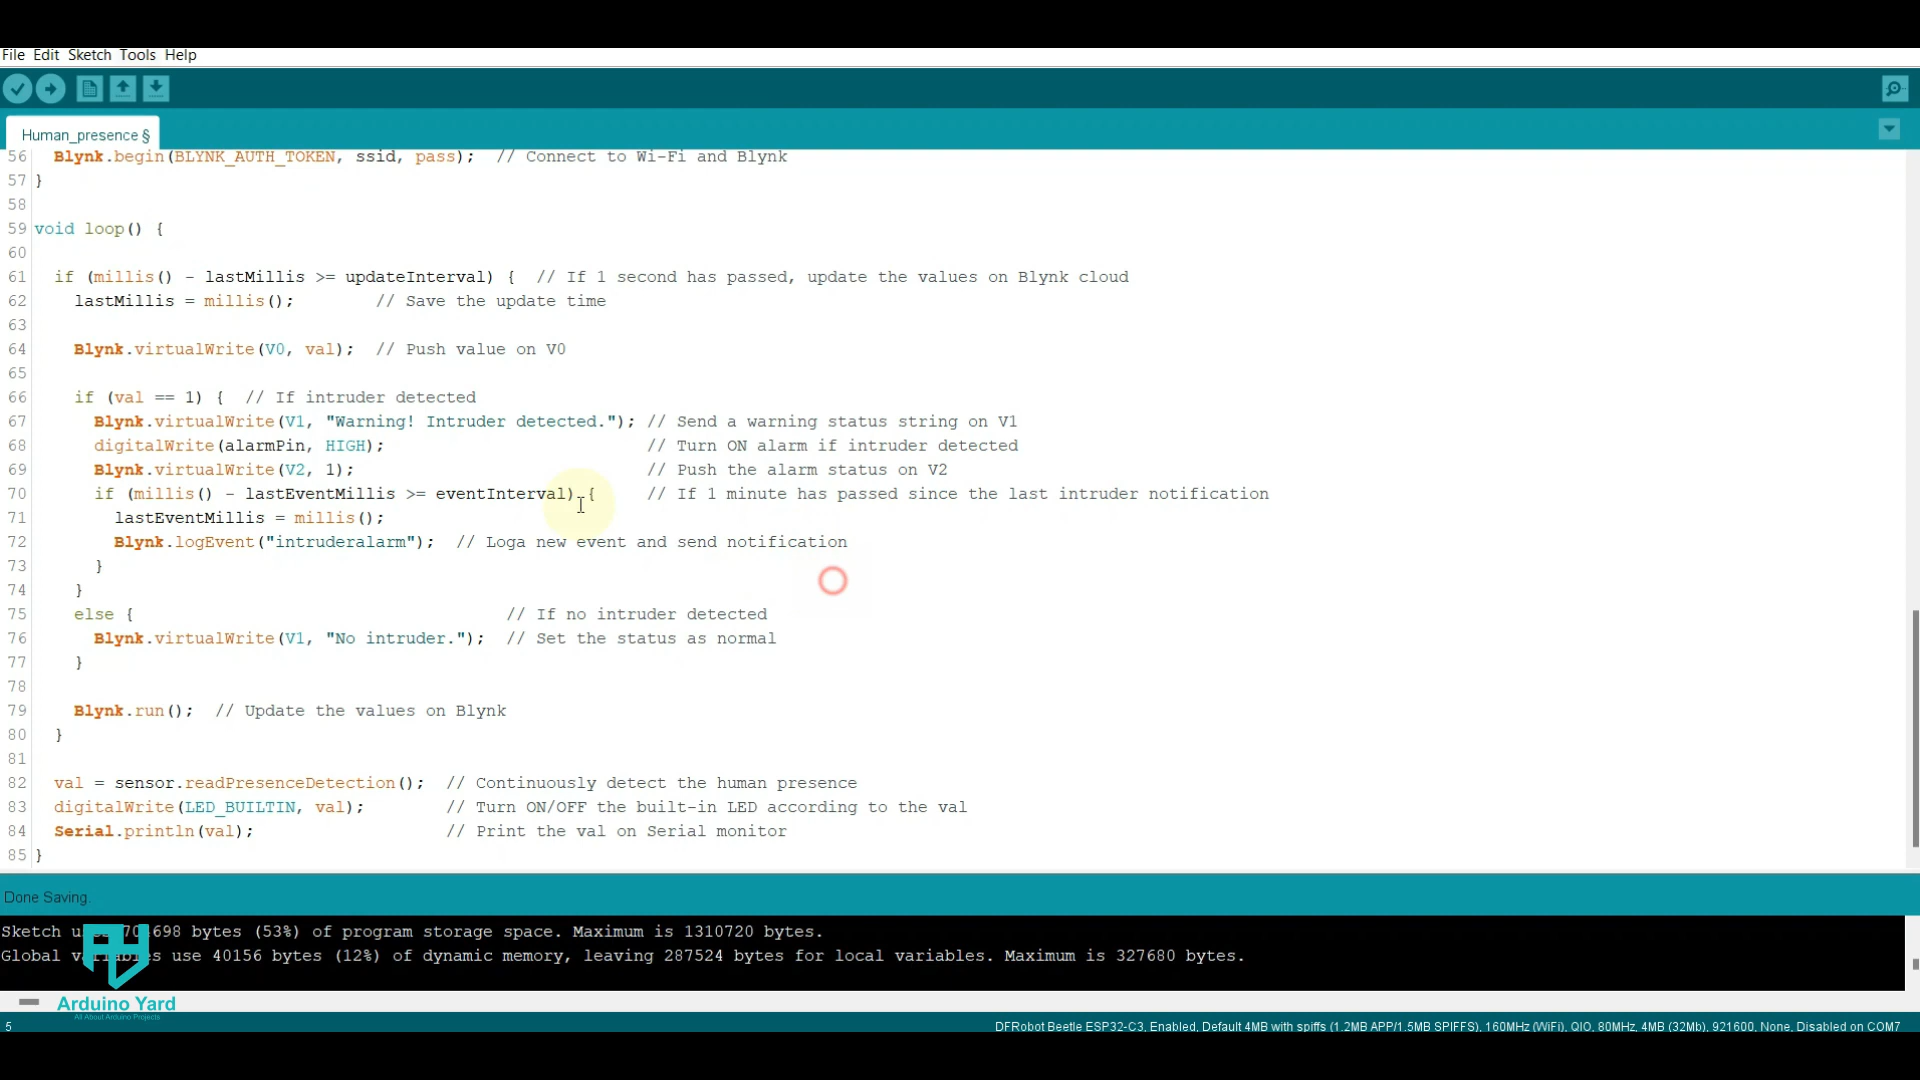 File Edit Sketch Tools Help
Human_presence §
56 Blynk.begin(BLYNK_AUTH_TOKEN, ssid, pass); // Connect to Wi-Fi and Blynk
57 }
58
59 void loop() {
60
61 if (millis() - lastMillis >= updateInterval) { // If 1 second has passed, update the values on Blynk cloud
62 lastMillis = millis(); // Save the update time
63
64 Blynk.virtualWrite(V0, val); // Push value on V0
65
66 if (val == 1) { // If intruder detected
67 Blynk.virtualWrite(V1, "Warning! Intruder detected."); // Send a warning status string on V1
68 digitalWrite(alarmPin, HIGH); // Turn ON alarm if intruder detected
69 Blynk.virtualWrite(V2, 1); // Push the alarm status on V2
70 if (millis() - lastEventMillis >= eventInterval) { // If 1 minute has passed since the last intruder notification
71 lastEventMillis = millis();
72 Blynk.logEvent("intruderalarm"); // Loga new event and send notification
73 }
74 }
75 else { // If no intruder detected
76 Blynk.virtualWrite(V1, "No intruder."); // Set the status as normal
77 }
78
79 Blynk.run(); // Update the values on Blynk
80 }
81
82 val = sensor.readPresenceDetection(); // Continuously detect the human presence
83 digitalWrite(LED_BUILTIN, val); // Turn ON/OFF the built-in LED according to the val
84 Serial.println(val); // Print the val on Serial monitor
85 }
Done Saving.
Sketch bytes (53%) of program storage space. Maximum is 1310720 bytes.
Global use 40156 bytes (12%) of dynamic memory, leaving 287524 bytes for local variables. Maximum is 327680 bytes.
Arduino Yard
All About Arduino Projects
5 DFRobot Beetle ESP32-C3, Enabled, Default 4MB with spiffs (1.2MB APP/1.5MB SPIFFS), 160MHz (WiFi), QIO, 80MHz, 4MB (32Mb), 921600, None, Disabled on COM7